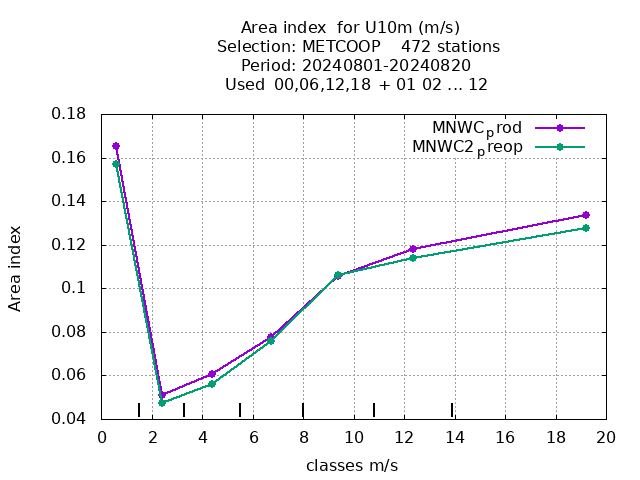 Area index  for U10m (m/s)
Selection: METCOOP    472 stations
Period: 20240801-20240820
Used  00,06,12,18 + 01 02 ... 12
MNWCprod
MNWC2preop
0.18
0.16
0.14
0.12
0.1
0.08
0.06
0.04
Area index
0 2 4 6 8 10 12 14 16 18 20
classes m/s